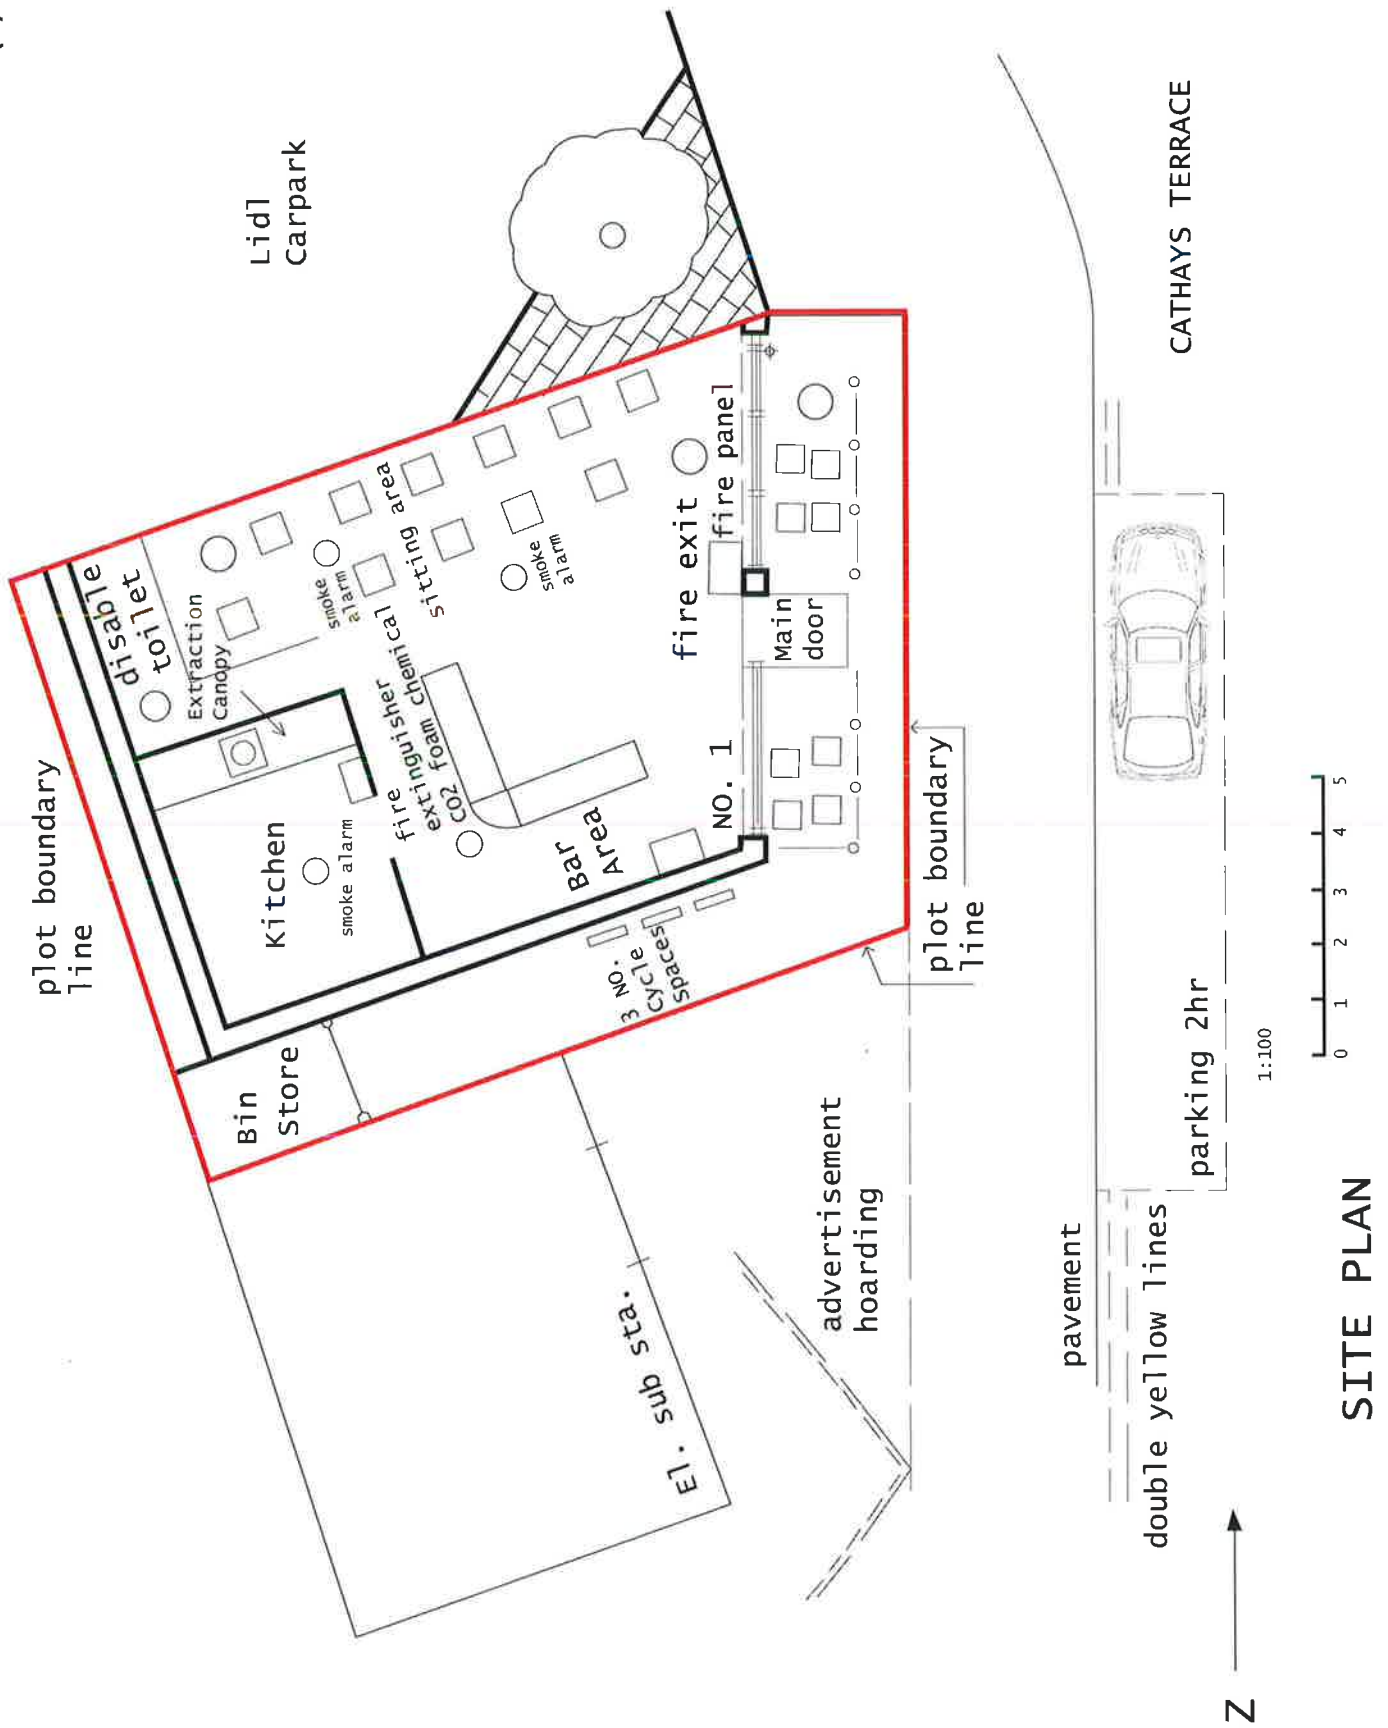 plot boundary
line
Lidl
Carpark
disable
toilet
Extraction
Canopy
Kitchen
smoke alarm
smoke
alarm
sitting area
fire
extinguisher
CO2 foam Chemical
smoke
alarm
Bar
Area
fire exit
fire panel
NO. 1
Main
door
Bin
Store
3 NO.
Cycle
Spaces
plot boundary
line
El. sub sta.
advertisement
hoarding
CATHAYS TERRACE
pavement
double yellow lines
parking 2hr
1:100
0 1 2 3 4 5
N
SITE PLAN